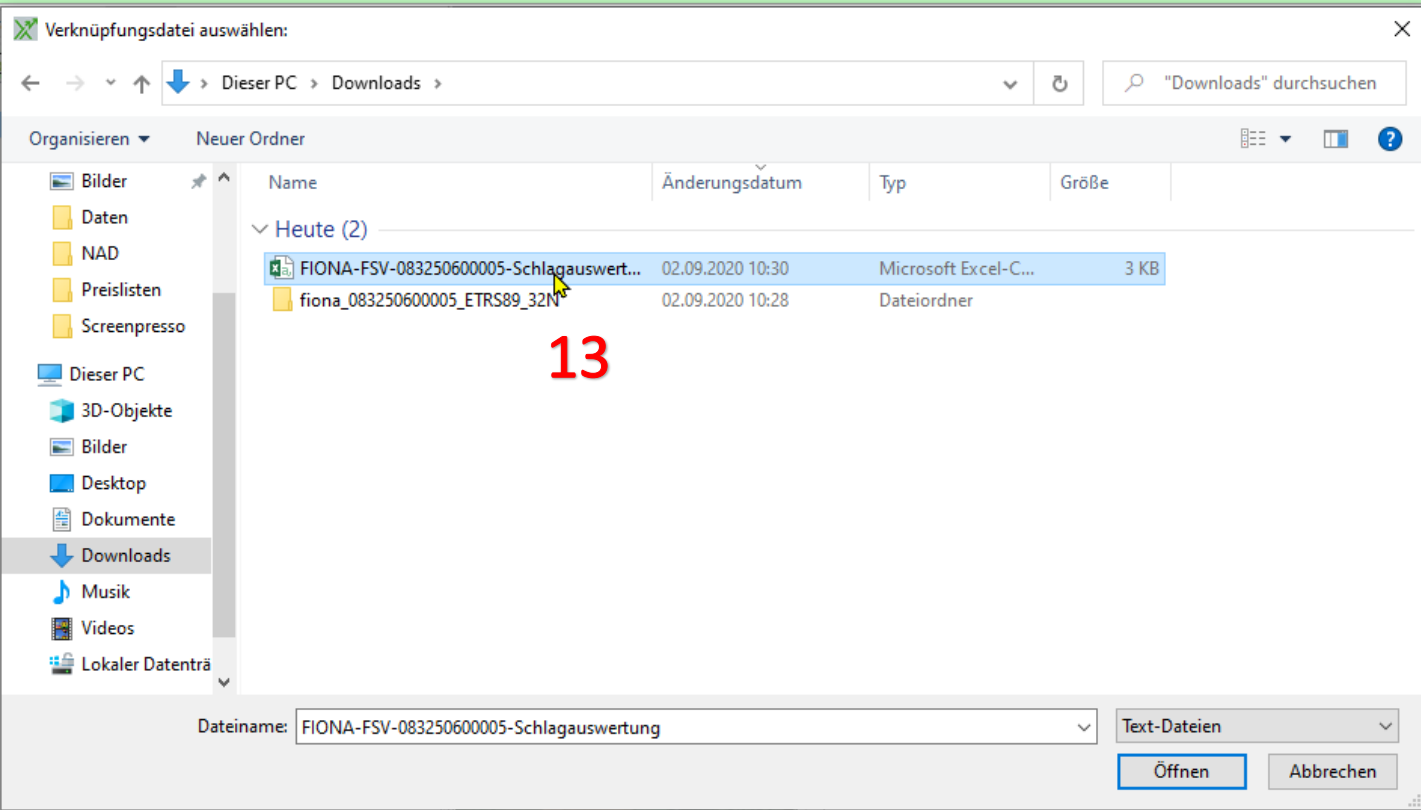 Verknüpfungsdatei auswählen:
Dieser PC > Downloads >
"Downloads" durchsuchen
Organisieren
Neuer Ordner
Name Änderungsdatum Typ Größe
Heute (2)
FIONA-FSV-083250600005-Schlagauswert... 02.09.2020 10:30 Microsoft Excel-C... 3 KB
fiona_083250600005_ETRS89_32N 02.09.2020 10:28 Dateiordner
13
Bilder
Daten
NAD
Preislisten
Screenpresso
Dieser PC
3D-Objekte
Bilder
Desktop
Dokumente
Downloads
Musik
Videos
Lokaler Datenträ
Dateiname: FIONA-FSV-083250600005-Schlagauswertung
Text-Dateien
Öffnen
Abbrechen